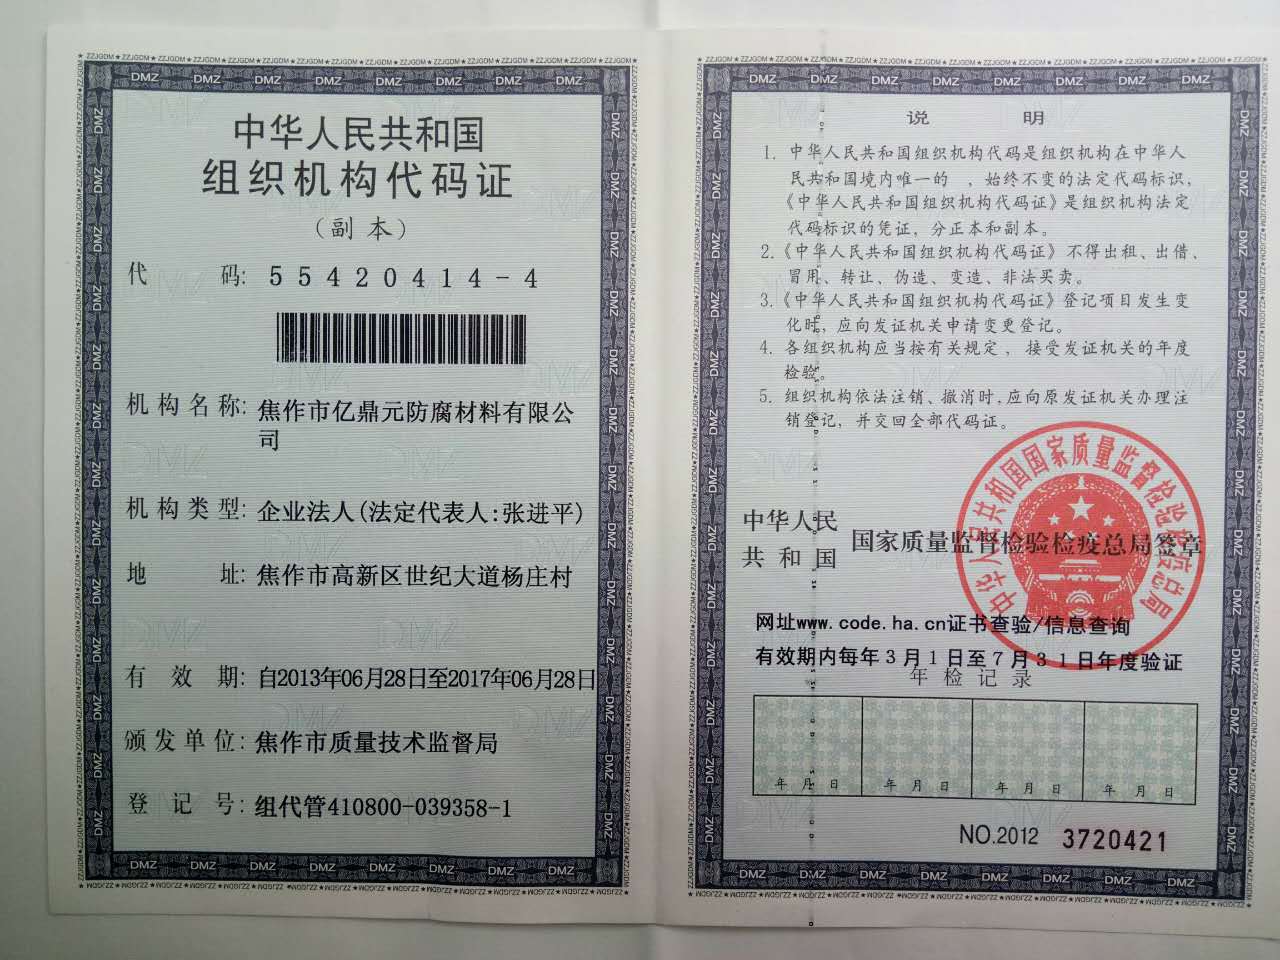 中华人民共和国
组织机构代码证
(副本)
代 码: 55420414-4
机构名称: 焦作市亿鼎元防腐材料有限公
司
机构类型: 企业法人(法定代表人:张进平)
地 址: 焦作市高新区世纪大道杨庄村
有 效 期: 自2013年06月28日至2017年06月28日
颁发单位: 焦作市质量技术监督局
登 记 号: 组代管410800-039358-1
说 明
1. 中华人民共和国组织机构代码是组织机构在中华人
民共和国境内唯一的 , 始终不变的法定代码标识,
《中华人民共和国组织机构代码证》是组织机构法定
代码标识的凭证, 分正本和副本。
2.《中华人民共和国组织机构代码证》不得出租、出借、
冒用、转让、伪造、变造、非法买卖。
3.《中华人民共和国组织机构代码证》登记项目发生变
化时, 应向发证机关申请变更登记。
4. 各组织机构应当按有关规定, 接受发证机关的年度
检验。
5. 组织机构依法注销、撤消时, 应向原发证机关办理注
销登记, 并交回全部代码证。
中华人民共和国国家质量监督检验检疫总局
中华人民
共和国 国家质量监督检验检疫总局签章
网址www.code.ha.cn证书查验/信息查询
有效期内每年3月1日至7月31日年度验证
年检记录
年 月 日 年 月 日 年 月 日 年 月 日
NO.2012 3720421